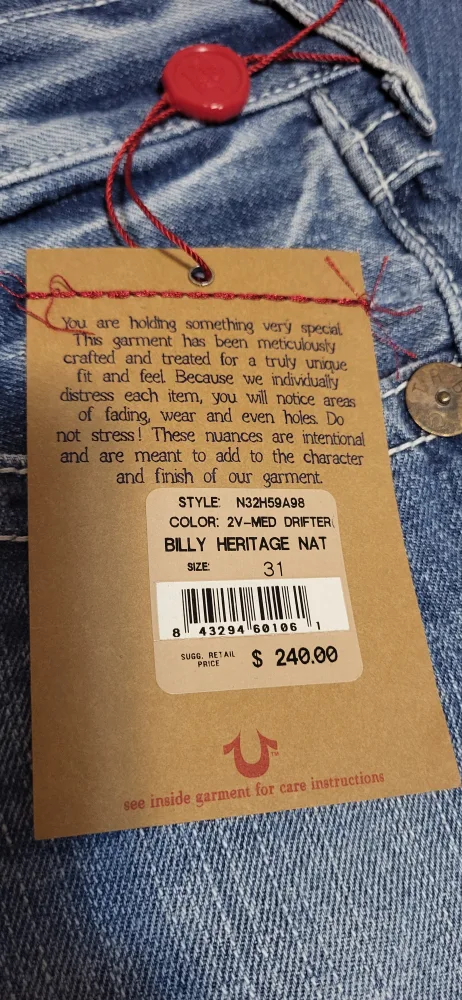 You are holding something very special.
This garment has been meticulously
crafted and treated for a truly unique
fit and feel. Because we individually
distress each item, you will notice areas
of fading, wear and even holes. Do
not stress! These nuances are intentional
and are meant to add to the character
and finish of our garment.
STYLE: N32H59A98
COLOR: 2V-MED DRIFTER(
BILLY HERITAGE NAT
SIZE: 31
8 43294 60106 1
SUGG. RETAIL PRICE $ 240.00
TM
see inside garment for care instructions